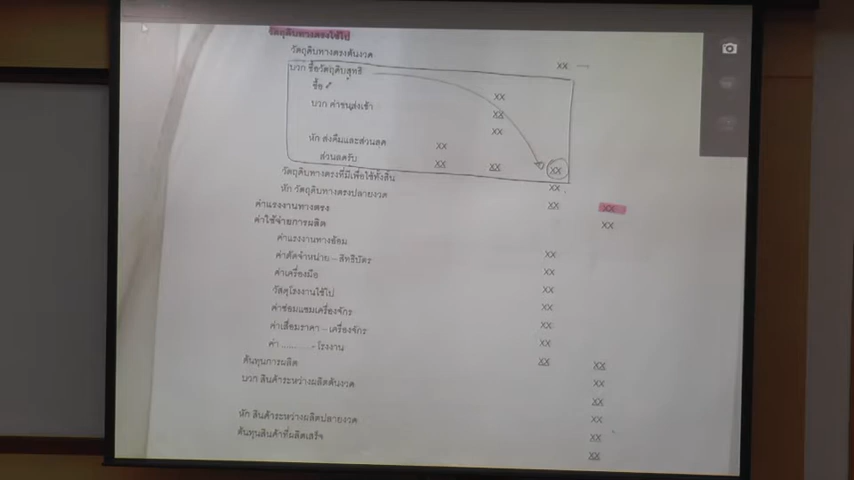 วัตถุดิบทางตรงใช้ไป
วัตถุดิบทางตรงต้นงวด XX
บวก ซื้อวัตถุดิบสุทธิ
ซื้อ XX
บวก ค่าขนส่งเข้า XX
XX
หัก ส่งคืนและส่วนลด XX
ส่วนลดรับ XX XX XX
วัตถุดิบทางตรงที่มีเพื่อใช้ทั้งสิ้น XX
หัก วัตถุดิบทางตรงปลายงวด XX XX
ค่าแรงงานทางตรง XX
ค่าใช้จ่ายการผลิต
ค่าแรงงานทางอ้อม XX
ค่าตัดจำหน่าย – สิทธิบัตร XX
ค่าเครื่องมือ XX
วัสดุโรงงานใช้ไป XX
ค่าซ่อมแซมเครื่องจักร XX
ค่าเสื่อมราคา – เครื่องจักร XX
ค่า ..........- โรงงาน XX XX
ต้นทุนการผลิต XX
บวก สินค้าระหว่างผลิตต้นงวด XX
XX
หัก สินค้าระหว่างผลิตปลายงวด XX
ต้นทุนสินค้าที่ผลิตเสร็จ XX